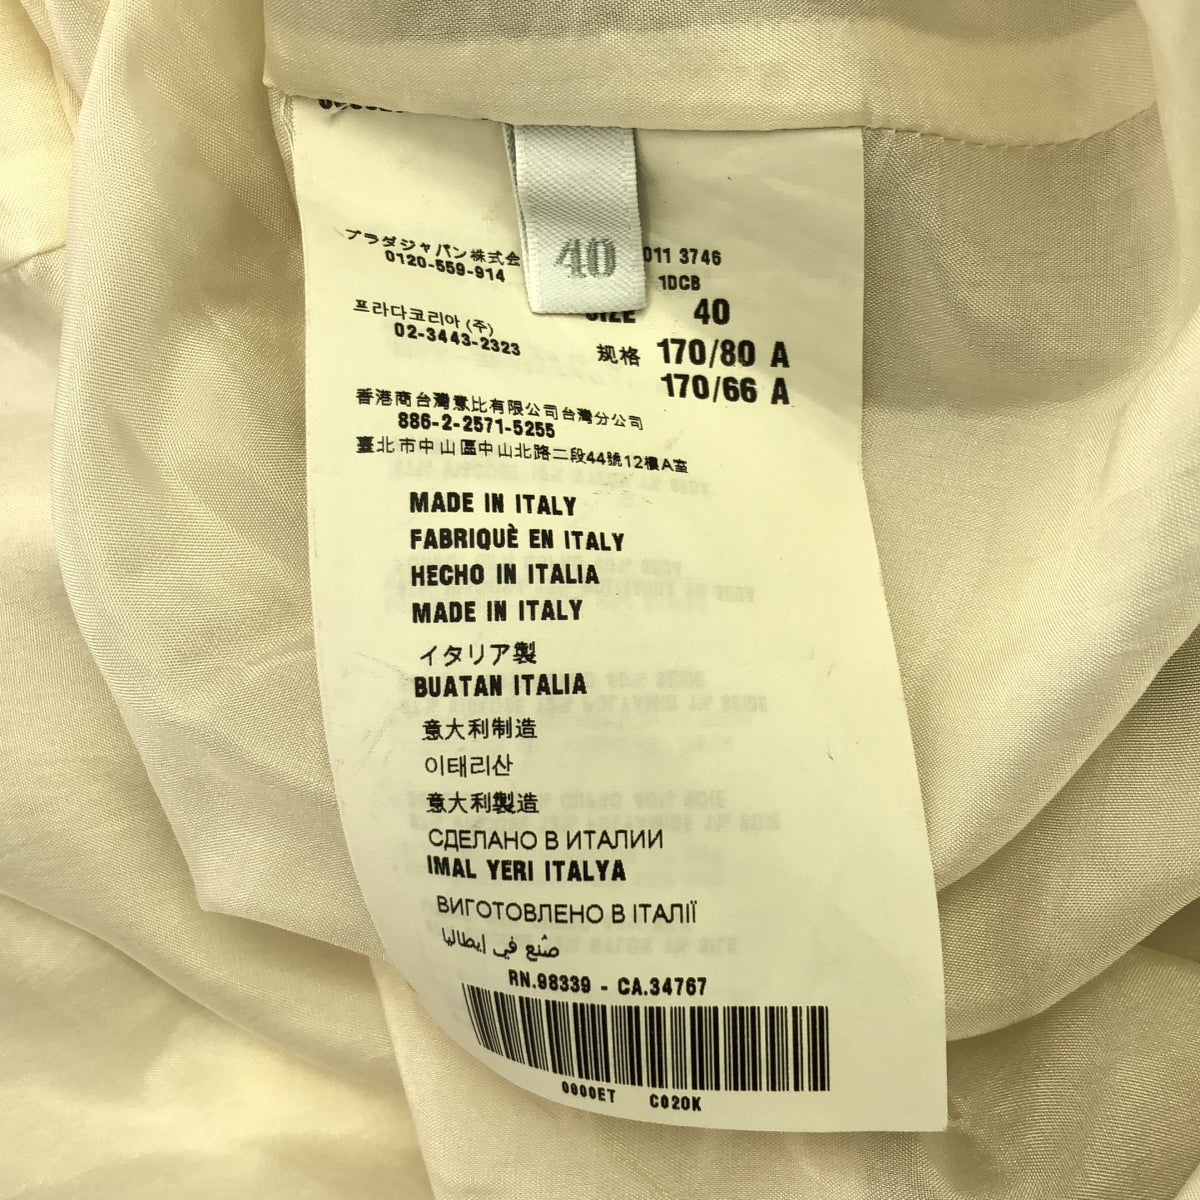 40
プラダジャパン株式会
0120-559-914
011 3746
1DCB
SIZE 40
프라다코리아 (주)
02-3443-2323
规格 170/80 A
170/66 A
香港商台灣意比有限公司台灣分公司
886-2-2571-5255
臺北市中山區中山北路二段44號12樓A室
MADE IN ITALY
FABRIQUÈ EN ITALY
HECHO IN ITALIA
MADE IN ITALY
イタリア製
BUATAN ITALIA
意大利制造
이태리산
意大利製造
СДЕЛАНО В ИТАЛИИ
IMAL YERI ITALYA
ВИГОТОВЛЕНО В ІТАЛІЇ
صُنع في إيطاليا
RN.98339 - CA.34767
0000ET C020K